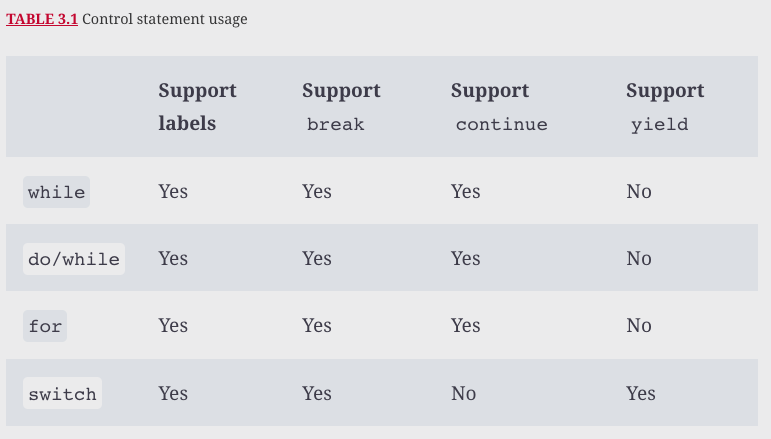 TABLE 3.1 Control statement usage
Support labels Support break Support continue Support yield
while Yes Yes Yes No
do/while Yes Yes Yes No
for Yes Yes Yes No
switch Yes Yes No Yes